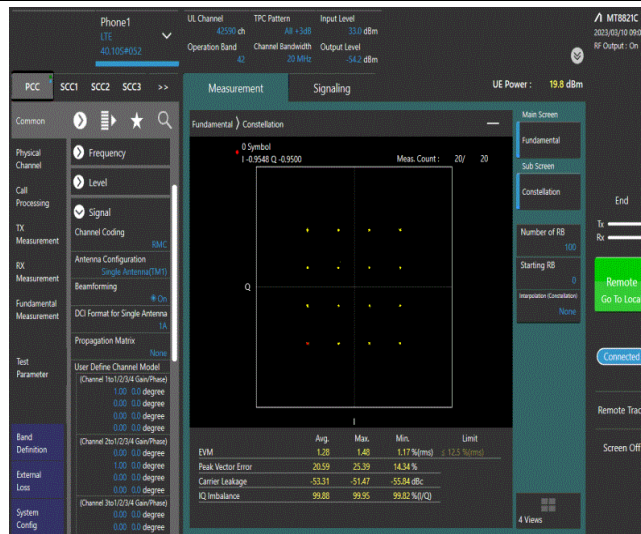 Phone1
LTE
40.10S#052
UL Channel
42590 ch
TPC Pattern
All +3dB
Input Level
33.0 dBm
Operation Band
42
Channel Bandwidth
20 MHz
Output Level
-54.2 dBm
MT8821C
2023/03/10 09:0
RF Output : On
PCC SCC1 SCC2 SCC3 >>
Measurement
Signaling
UE Power : 19.8 dBm
Common
Physical
Channel
Call
Processing
TX
Measurement
RX
Measurement
Fundamental
Measurement
Test
Parameter
Band
Definition
External
Loss
System
Config
Frequency
Level
Signal
Channel Coding
RMC
Antenna Configuration
Single Antenna(TM1)
Beamforming
On
DCI Format for Single Antenna
1A
Propagation Matrix
None
User Define Channel Model
(Channel 1to1/2/3/4 Gain/Phase)
1.00 0.0 degree
0.00 0.0 degree
0.00 0.0 degree
0.00 0.0 degree
(Channel 2to1/2/3/4 Gain/Phase)
0.00 0.0 degree
1.00 0.0 degree
0.00 0.0 degree
0.00 0.0 degree
(Channel 3to1/2/3/4 Gain/Phase)
0.00 0.0 degree
0.00 0.0 degree
Fundamental 〉 Constellation
0 Symbol
I -0.9548 Q -0.9500
Meas. Count : 20/ 20
Q
I
Avg. Max. Min. Limit
EVM 1.28 1.48 1.17 %(rms) ≤ 12.5 %(rms)
Peak Vector Error 20.59 25.39 14.34 %
Carrier Leakage -53.31 -51.47 -55.84 dBc
IQ Imbalance 99.88 99.95 99.82 %(I/Q)
Main Screen
Fundamental
Sub Screen
Constellation
Number of RB
100
Starting RB
0
Interpolation (Constellation)
None
4 Views
End
Tx
Rx
Remote
Go To Loca
Connected
Remote Trac
Screen Off